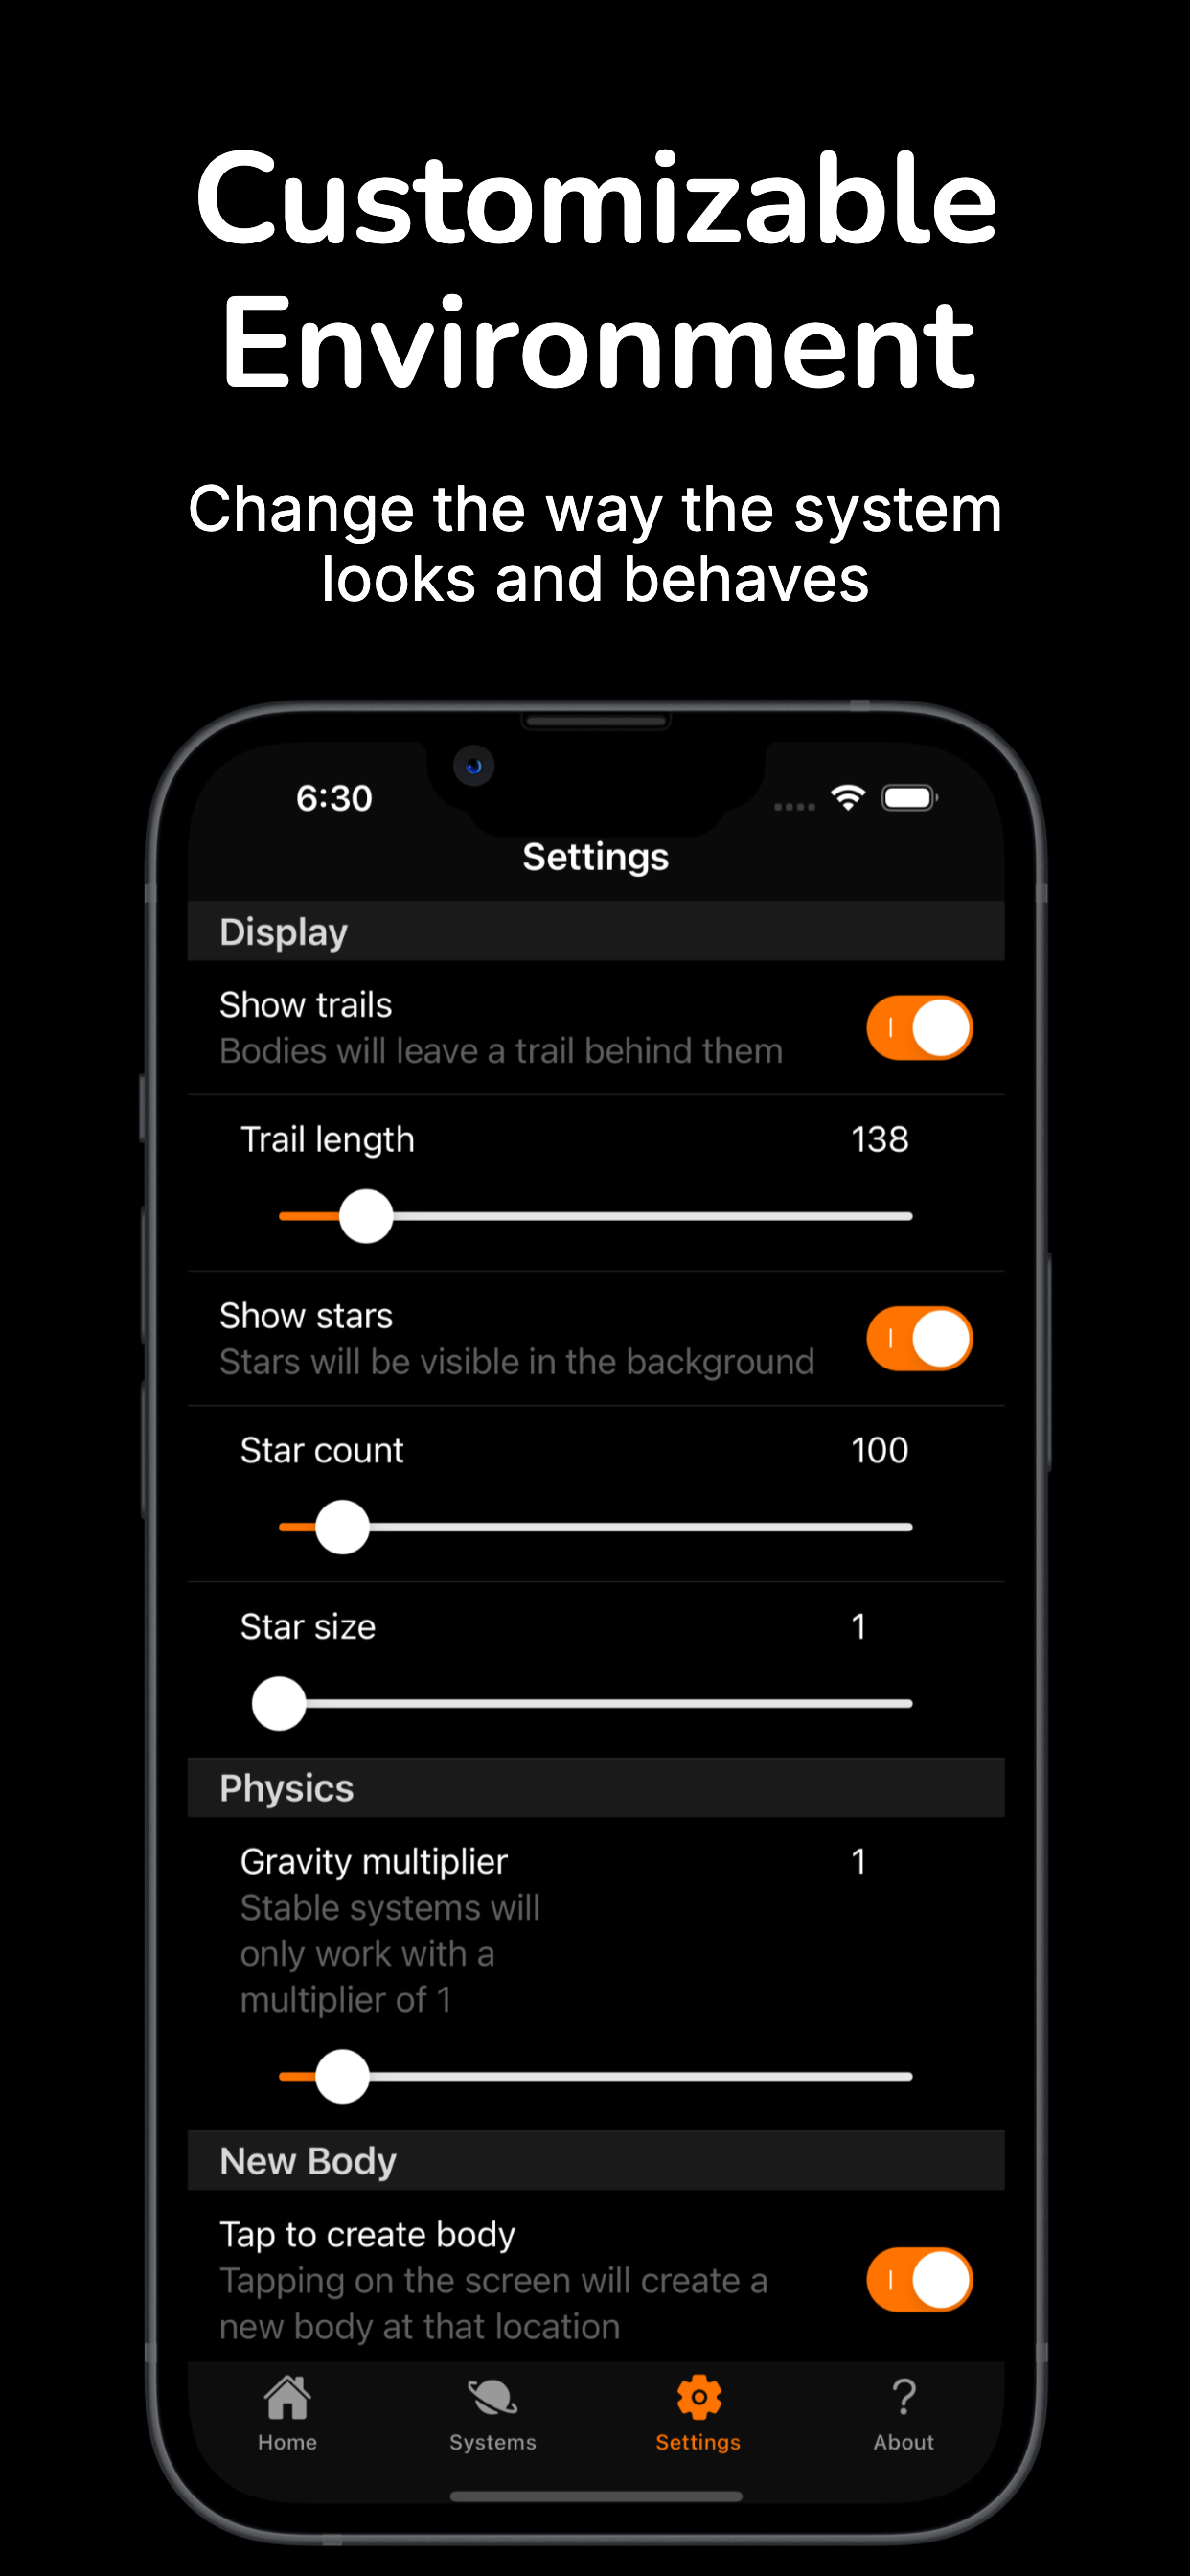 Customizable
Environment
Change the way the system
looks and behaves
6:30
Settings
Display
Show trails
Bodies will leave a trail behind them
Trail length 138
Show stars
Stars will be visible in the background
Star count 100
Star size 1
Physics
Gravity multiplier 1
Stable systems will
only work with a
multiplier of 1
New Body
Tap to create body
Tapping on the screen will create a
new body at that location
Home Systems Settings About